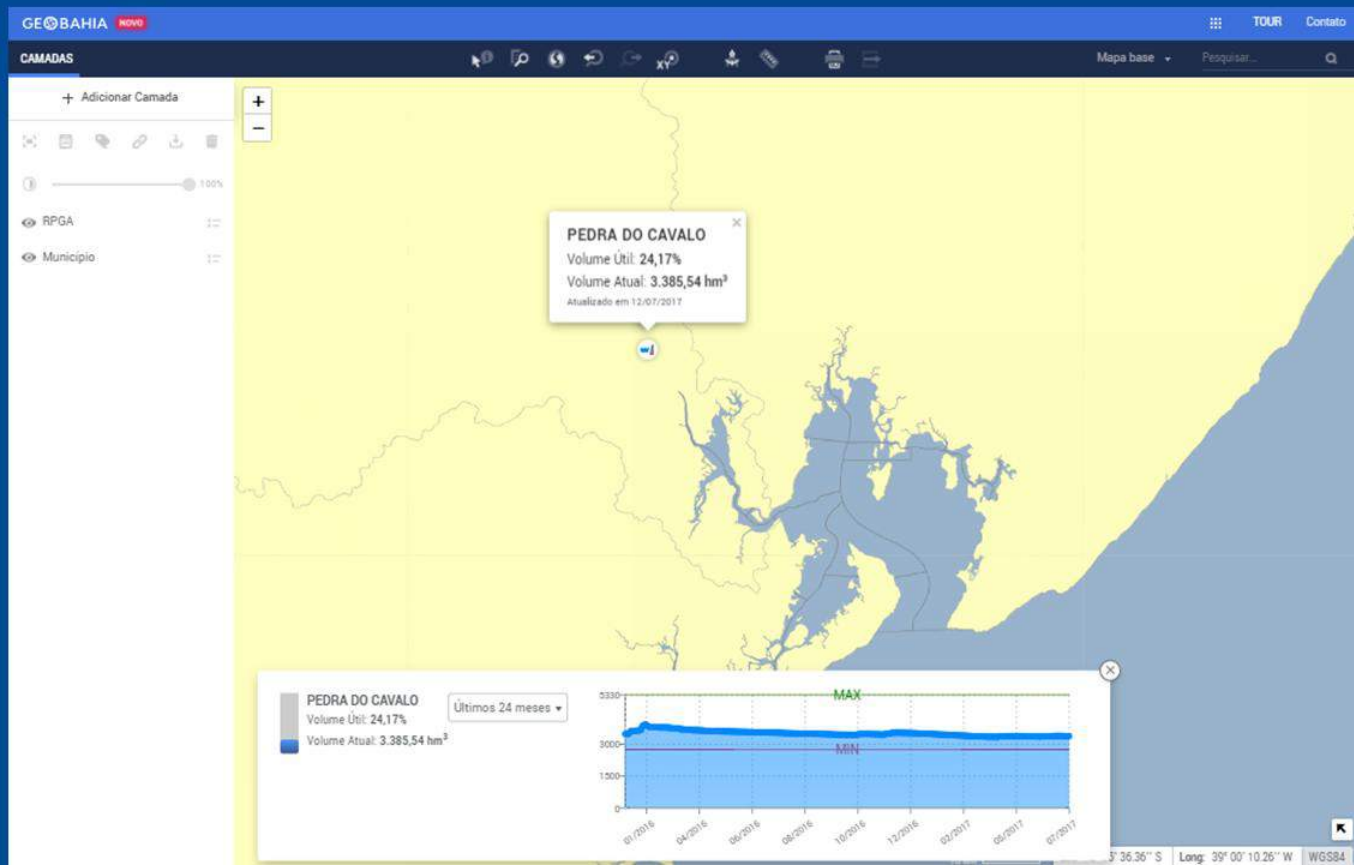 GEOBAHIA NOVO
TOUR Contato
CAMADAS
XY
Mapa base
Pesquisar...
+ Adicionar Camada
+
−
100%
RPGA
Município
PEDRA DO CAVALO
Volume Útil: 24,17%
Volume Atual: 3.385,54 hm³
Atualizado em 12/07/2017
PEDRA DO CAVALO
Volume Útil: 24,17%
Volume Atual: 3.385,54 hm³
Últimos 24 meses
5330
3000
1500
0
MAX
MIN
01/2016 04/2016 06/2016 08/2016 10/2016 12/2016 03/2017 05/2017 07/2017
5' 36.36'' S Long: 39° 00' 10.26'' W WGS84